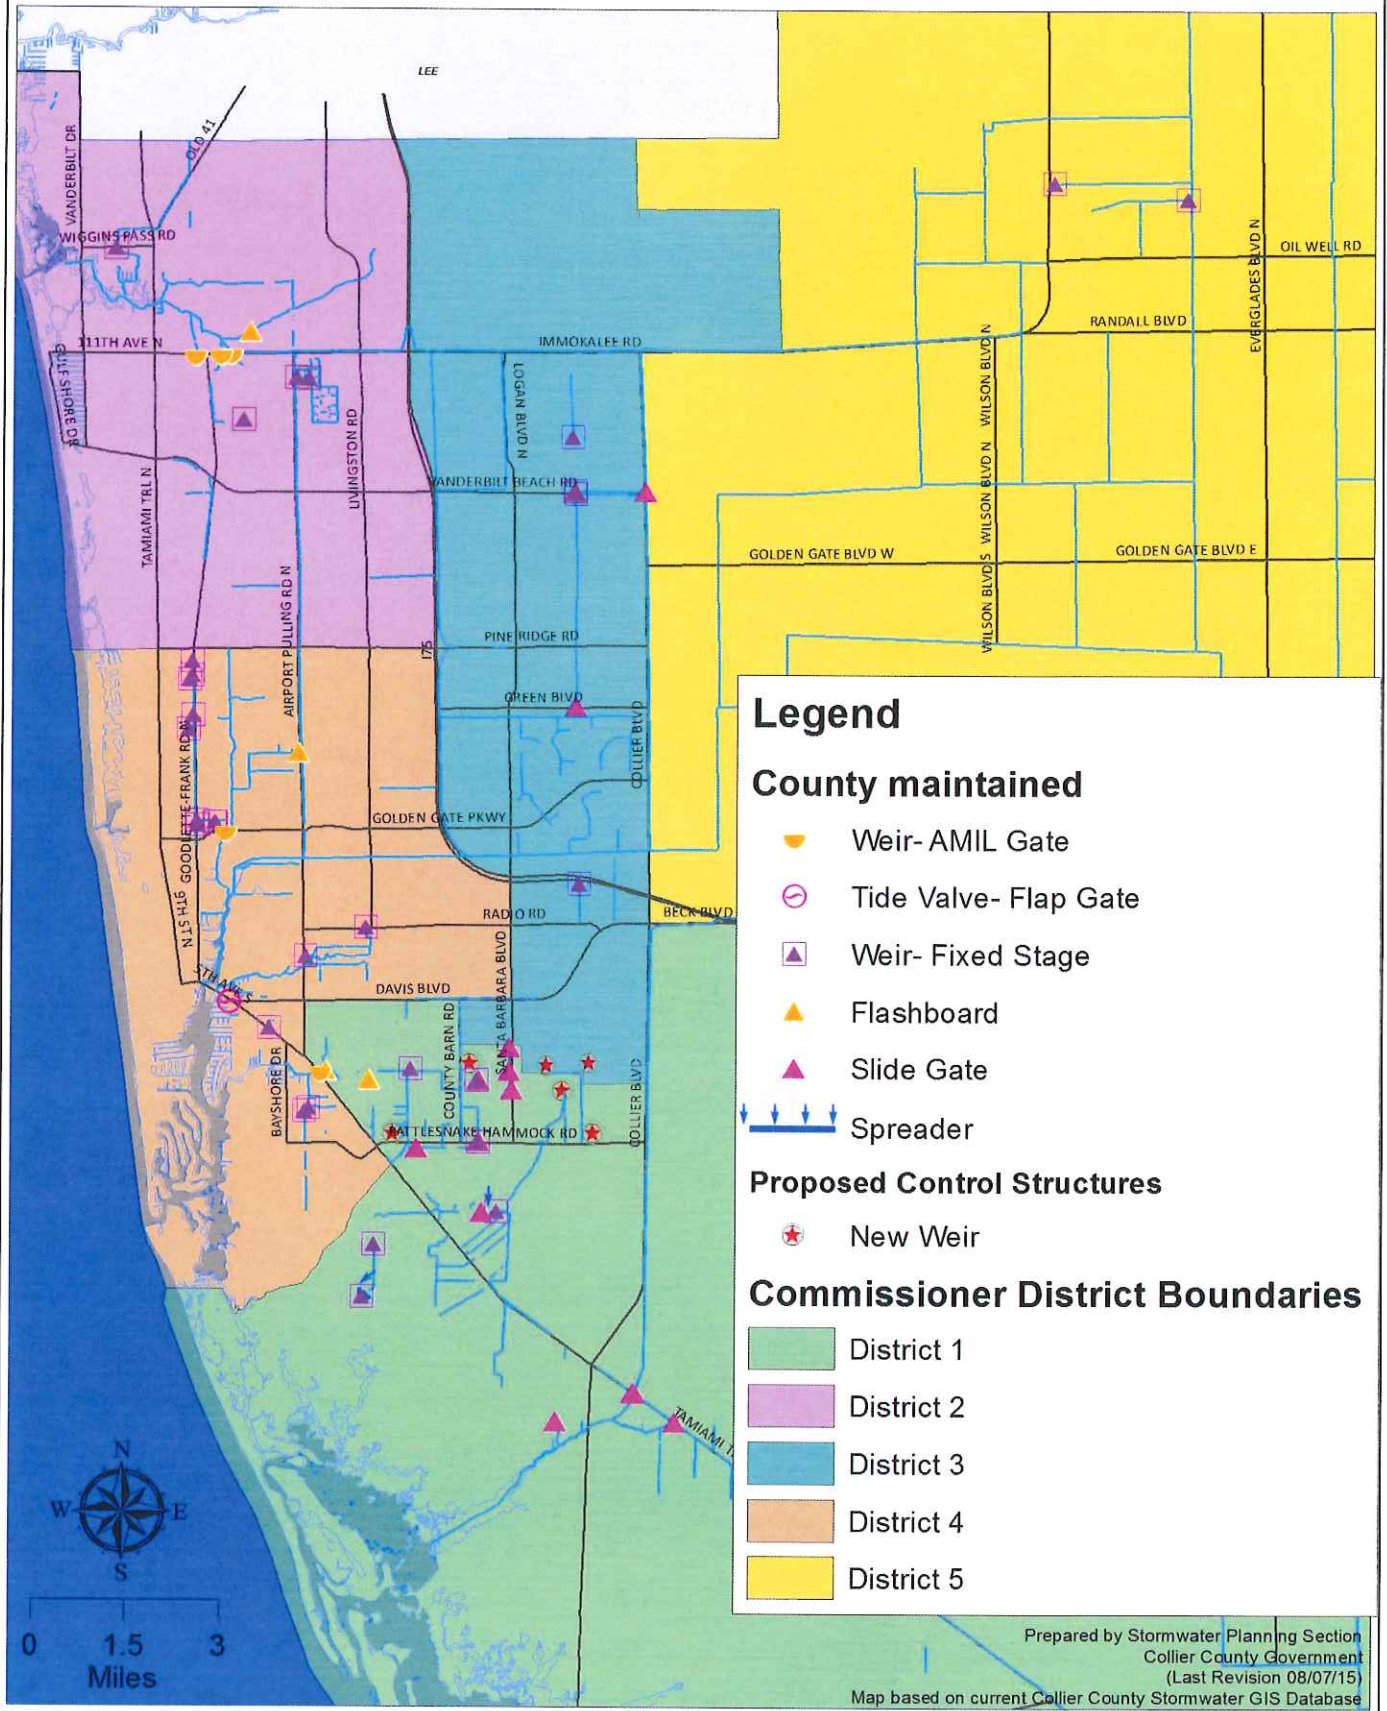 LEE
OLD 41
VANDERBILT DR
WIGGINS PASS RD
OIL WELL RD
EVERGLADES BLVD N
RANDALL BLVD
111TH AVE N
IMMOKALEE RD
GULF SHORE DR
LOGAN BLVD N
WILSON BLVD N
LIVINGSTON RD
TAMIAMI TRL N
VANDERBILT BEACH RD
WILSON BLVD N
GOLDEN GATE BLVD W
GOLDEN GATE BLVD E
WILSON BLVD S
AIRPORT PULLING RD N
I75
PINE RIDGE RD
GREEN BLVD
COLLIER BLVD
GOODLETTE-FRANK RD N
GOLDEN GATE PKWY
9TH ST N
RADIO RD
BECK BLVD
5TH AVE S
DAVIS BLVD
SANTA BARBARA BLVD
COUNTY BARN RD
BAYSHORE DR
COLLIER BLVD
RATTLESNAKE HAMMOCK RD
TAMIAMI T
Legend
County maintained
Weir- AMIL Gate
Tide Valve- Flap Gate
Weir- Fixed Stage
Flashboard
Slide Gate
Spreader
Proposed Control Structures
New Weir
Commissioner District Boundaries
District 1
District 2
District 3
District 4
District 5
N
W E
S
0 1.5 3
Miles
Prepared by Stormwater Planning Section
Collier County Government
(Last Revision 08/07/15)
Map based on current Collier County Stormwater GIS Database